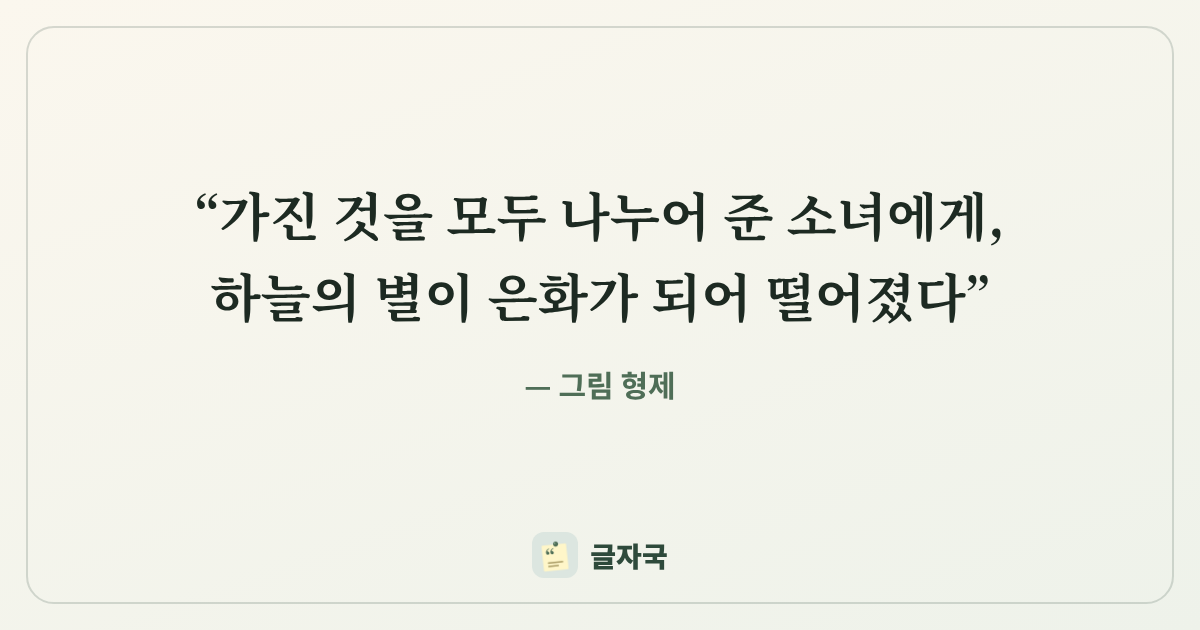 “가진 것을 모두 나누어 준 소녀에게,
하늘의 별이 은화가 되어 떨어졌다”
— 그림 형제
글자국